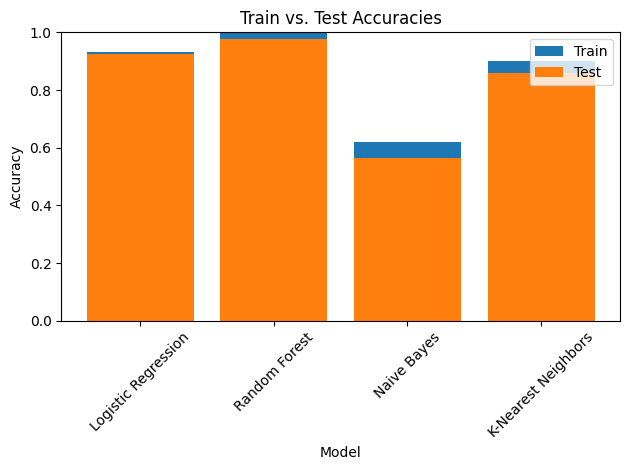 Train vs. Test Accuracies
Train
Test
Accuracy
1.0
0.8
0.6
0.4
0.2
0.0
Logistic Regression
Random Forest
Naive Bayes
K-Nearest Neighbors
Model